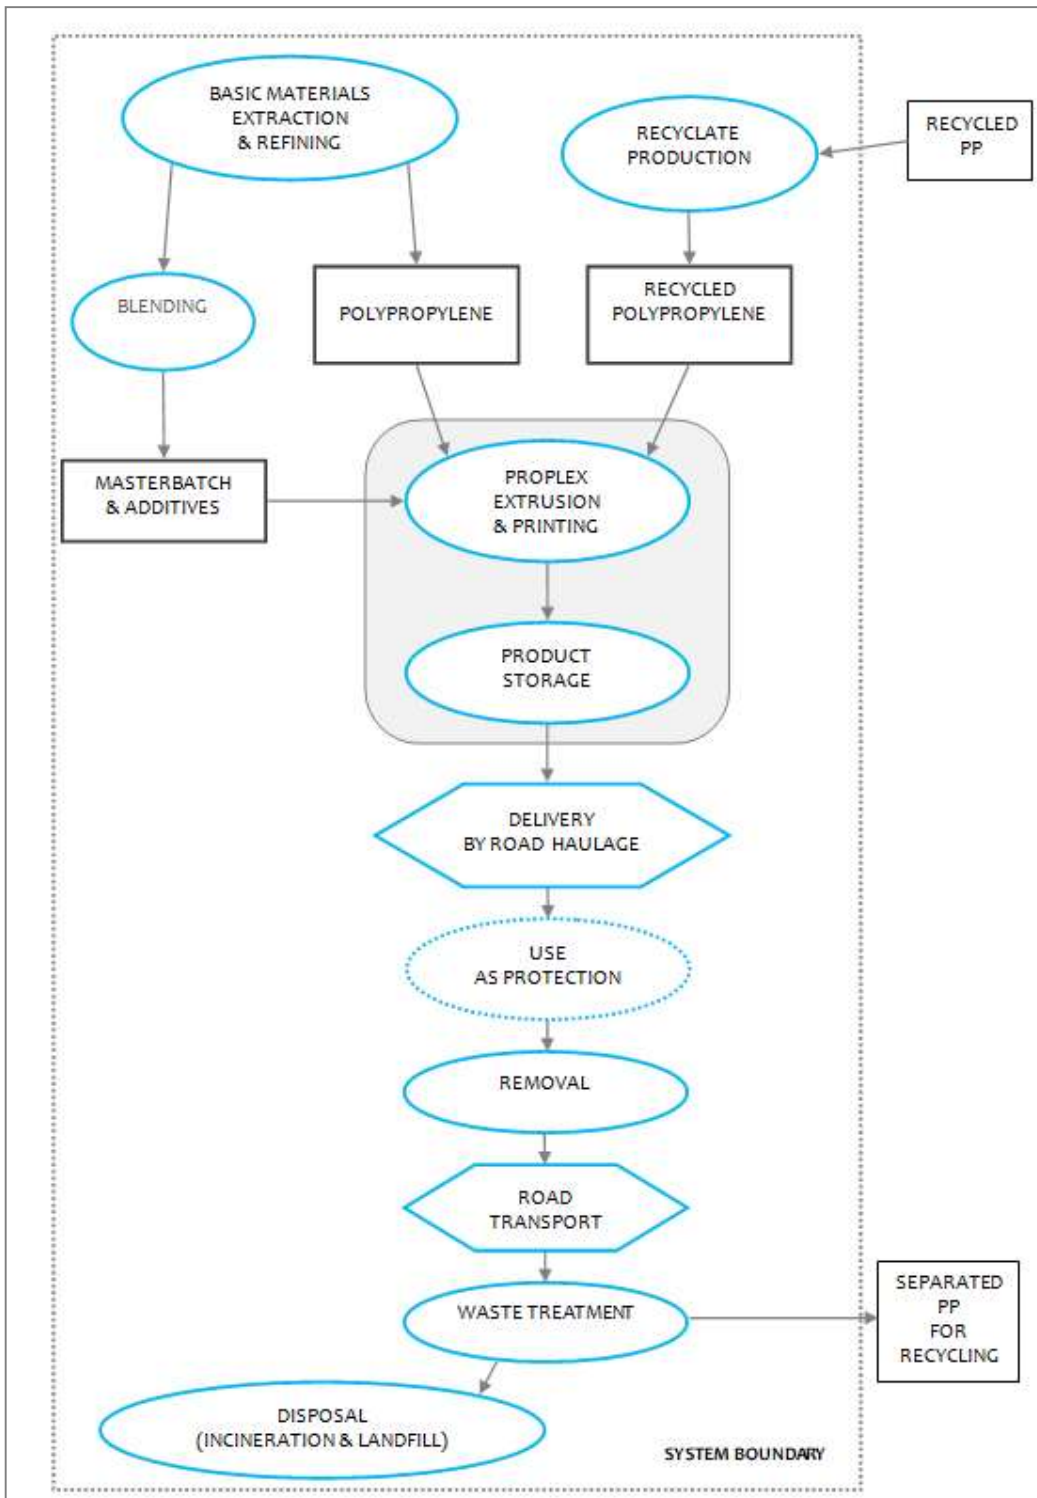 BASIC MATERIALS
EXTRACTION
& REFINING
RECYCLATE
PRODUCTION
RECYCLED
PP
BLENDING
POLYPROPYLENE
RECYCLED
POLYPROPYLENE
MASTERBATCH
& ADDITIVES
PROPLEX
EXTRUSION
& PRINTING
PRODUCT
STORAGE
DELIVERY
BY ROAD HAULAGE
USE
AS PROTECTION
REMOVAL
ROAD
TRANSPORT
WASTE TREATMENT
SEPARATED
PP
FOR
RECYCLING
DISPOSAL
(INCINERATION & LANDFILL)
SYSTEM BOUNDARY